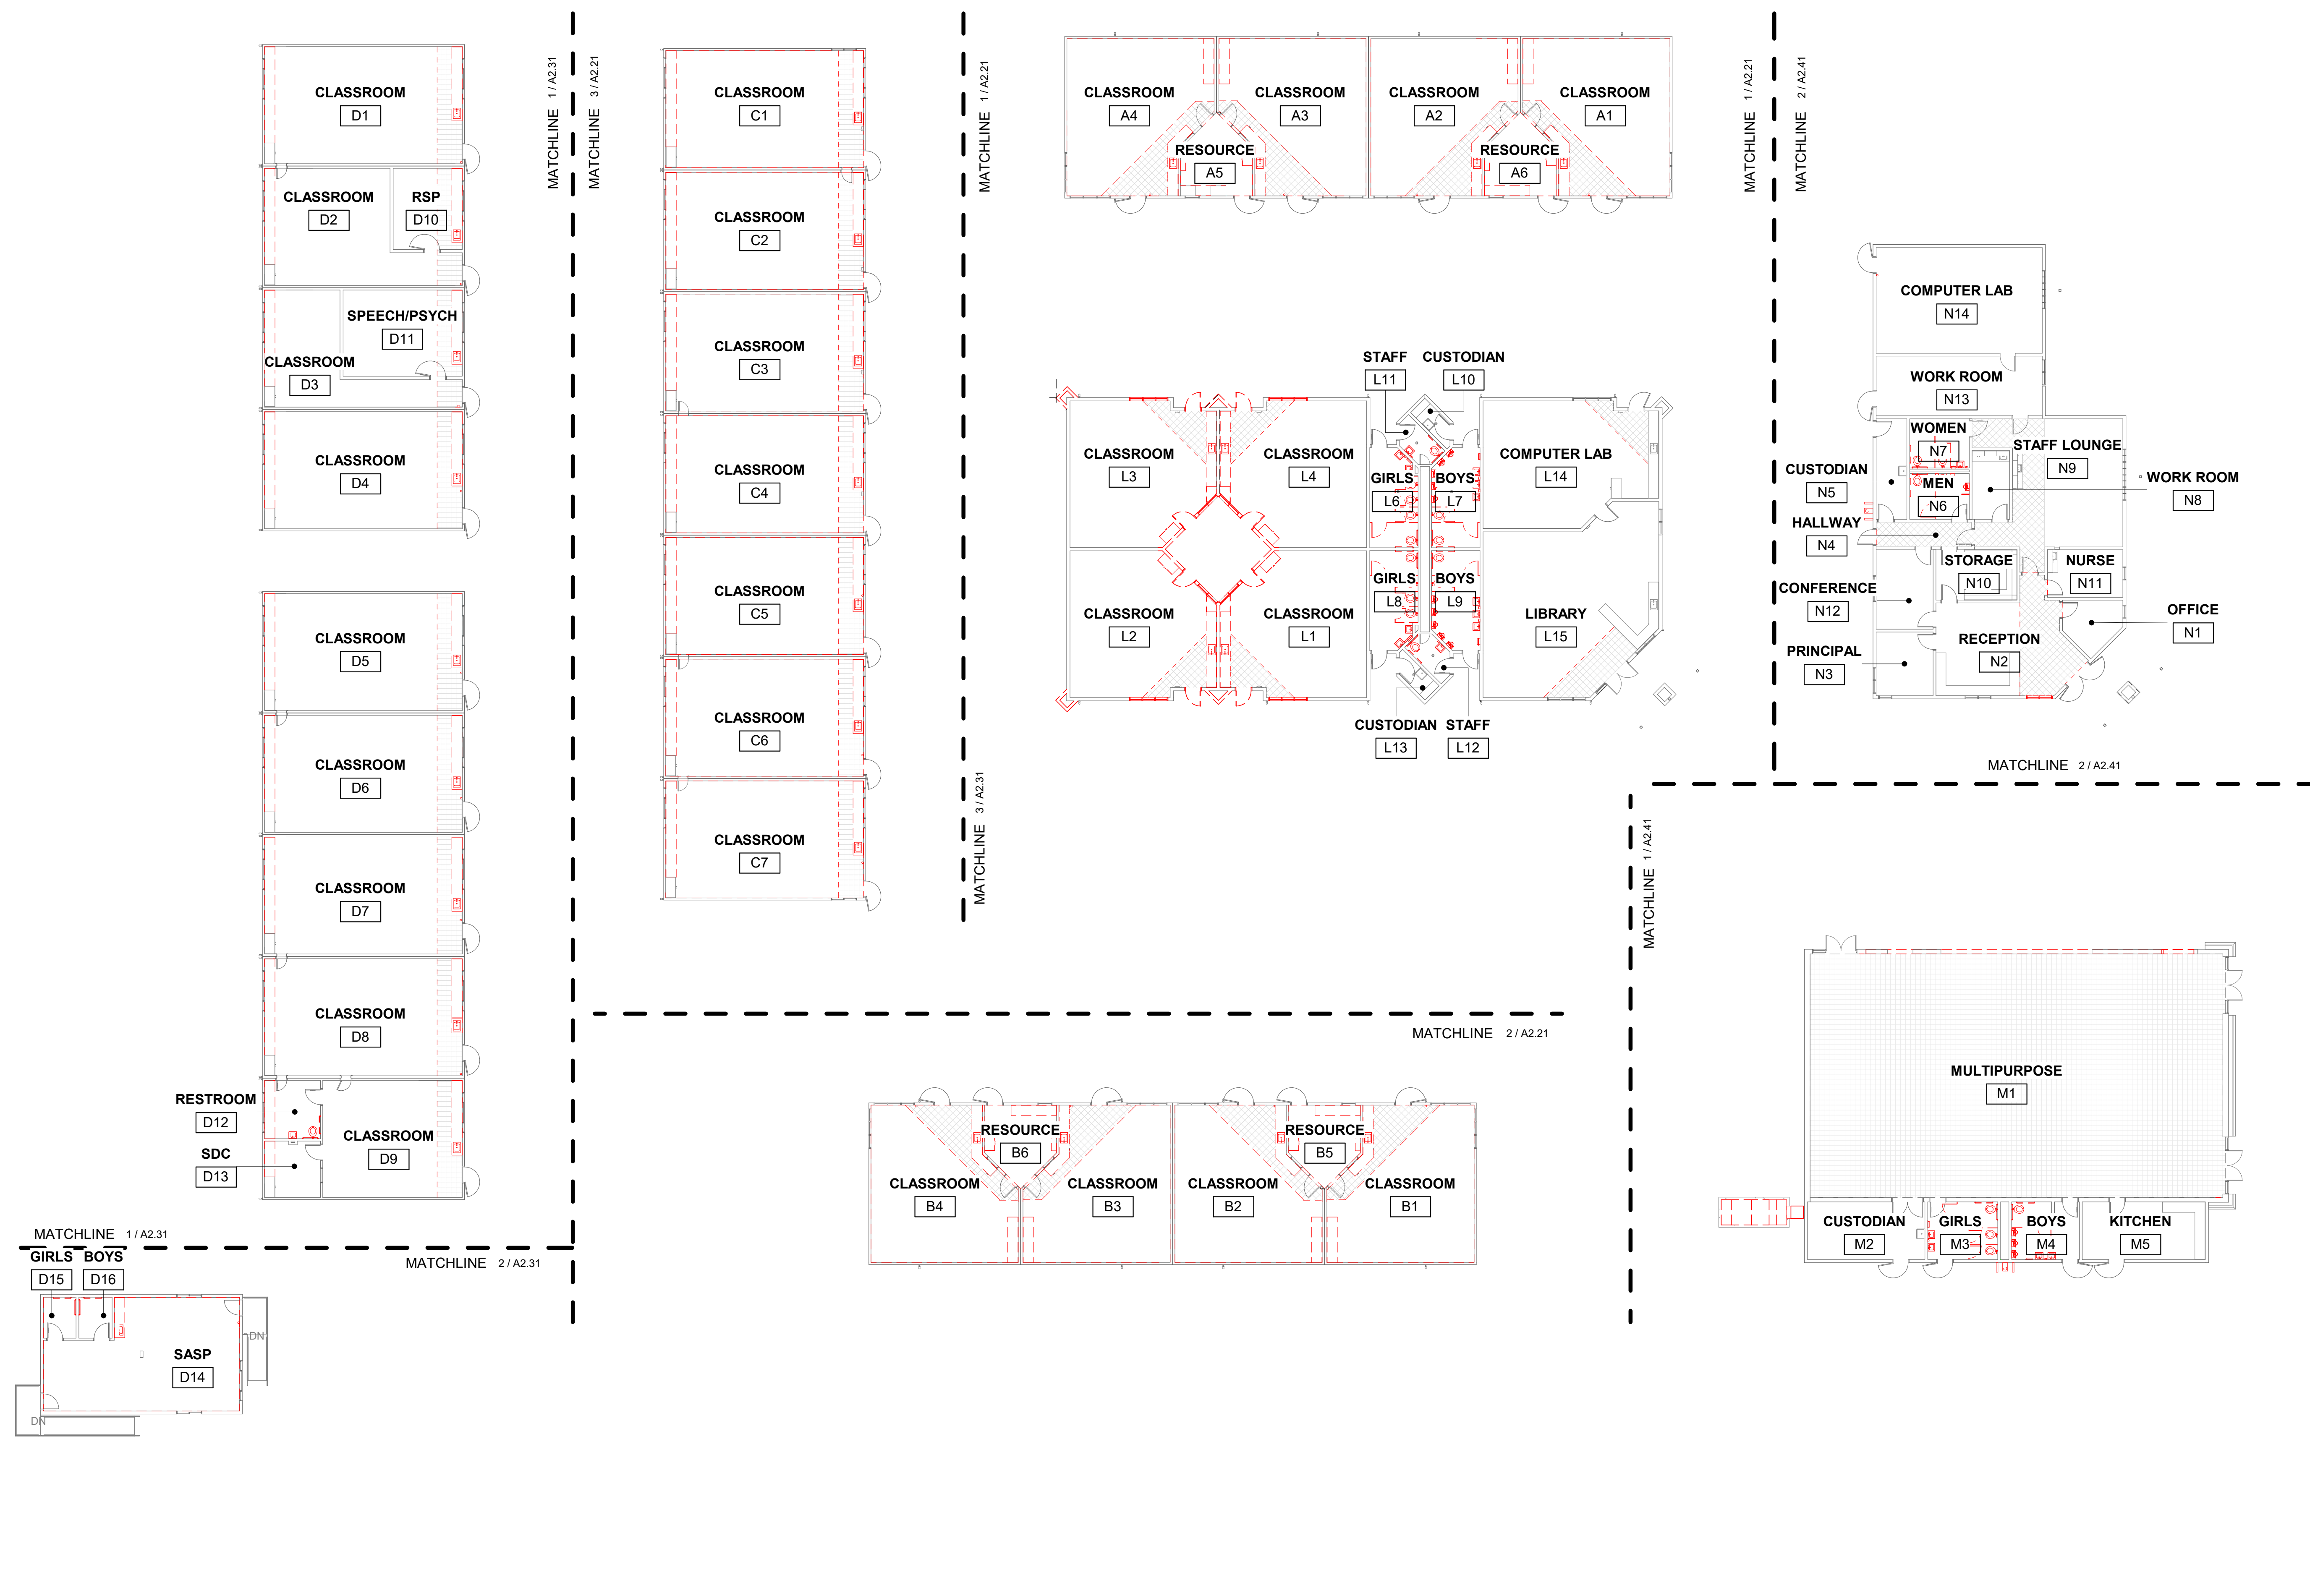 CLASSROOM
D1
CLASSROOM
D2
RSP
D10
SPEECH/PSYCH
D11
CLASSROOM
D3
CLASSROOM
D4
CLASSROOM
D5
CLASSROOM
D6
CLASSROOM
D7
CLASSROOM
D8
RESTROOM
D12
CLASSROOM
D9
SDC
D13
MATCHLINE 1 / A2.31
MATCHLINE 2 / A2.31
GIRLS
D15
BOYS
D16
SASP
D14
DN
DN
MATCHLINE 1 / A2.31
MATCHLINE 3 / A2.21
CLASSROOM
C1
CLASSROOM
C2
CLASSROOM
C3
CLASSROOM
C4
CLASSROOM
C5
CLASSROOM
C6
CLASSROOM
C7
MATCHLINE 1 / A2.21
MATCHLINE 3 / A2.31
CLASSROOM
A4
CLASSROOM
A3
CLASSROOM
A2
CLASSROOM
A1
RESOURCE
A5
RESOURCE
A6
MATCHLINE 1 / A2.21
MATCHLINE 2 / A2.41
STAFF
L11
CUSTODIAN
L10
CLASSROOM
L3
CLASSROOM
L4
GIRLS
L6
BOYS
L7
COMPUTER LAB
L14
CLASSROOM
L2
CLASSROOM
L1
GIRLS
L8
BOYS
L9
LIBRARY
L15
CUSTODIAN
L13
STAFF
L12
COMPUTER LAB
N14
WORK ROOM
N13
WOMEN
N7
STAFF LOUNGE
N9
CUSTODIAN
N5
MEN
N6
WORK ROOM
N8
HALLWAY
N4
STORAGE
N10
NURSE
N11
CONFERENCE
N12
OFFICE
N1
RECEPTION
N2
PRINCIPAL
N3
MATCHLINE 2 / A2.41
MATCHLINE 1 / A2.41
MATCHLINE 2 / A2.21
RESOURCE
B6
RESOURCE
B5
CLASSROOM
B4
CLASSROOM
B3
CLASSROOM
B2
CLASSROOM
B1
MULTIPURPOSE
M1
CUSTODIAN
M2
GIRLS
M3
BOYS
M4
KITCHEN
M5